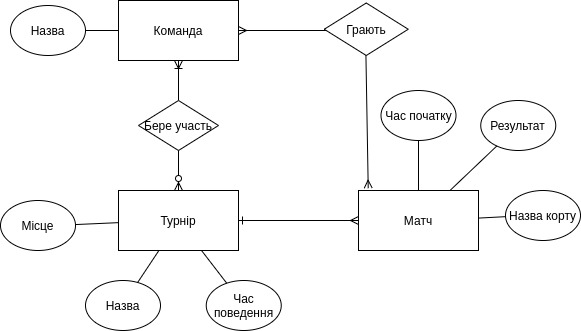 Назва
Команда
Грають
Бере участь
Час початку
Результат
Місце
Турнір
Матч
Назва корту
Назва
Час
поведення